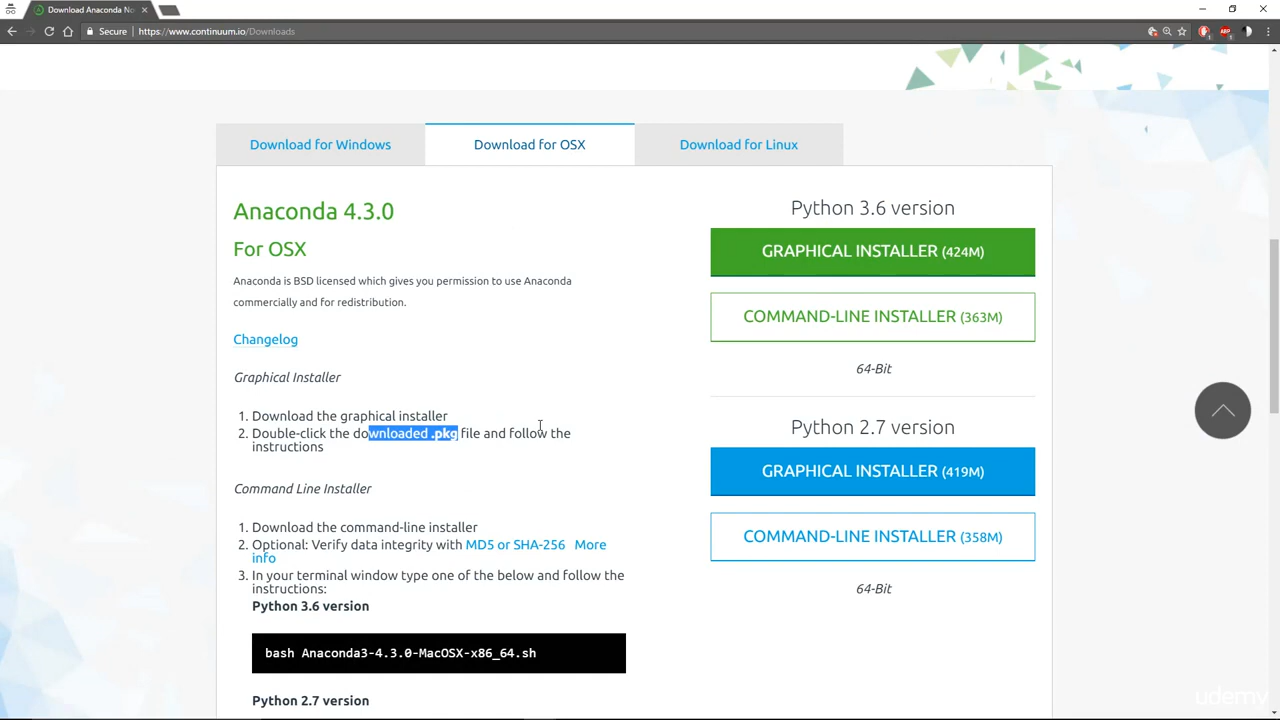 Download Anaconda No
Secure
https://www.continuum.io/Downloads
Download for Windows
Download for OSX
Download for Linux
Anaconda 4.3.0
For OSX
Anaconda is BSD licensed which gives you permission to use Anaconda
commercially and for redistribution.
Changelog
Graphical Installer
1. Download the graphical installer
2. Double-click the downloaded .pkg file and follow the
instructions
Command Line Installer
1. Download the command-line installer
2. Optional: Verify data integrity with MD5 or SHA-256 More
info
3. In your terminal window type one of the below and follow the
instructions:
Python 3.6 version
bash Anaconda3-4.3.0-MacOSX-x86_64.sh
Python 2.7 version
Python 3.6 version
GRAPHICAL INSTALLER (424M)
COMMAND-LINE INSTALLER (363M)
64-Bit
Python 2.7 version
GRAPHICAL INSTALLER (419M)
COMMAND-LINE INSTALLER (358M)
64-Bit
udemy